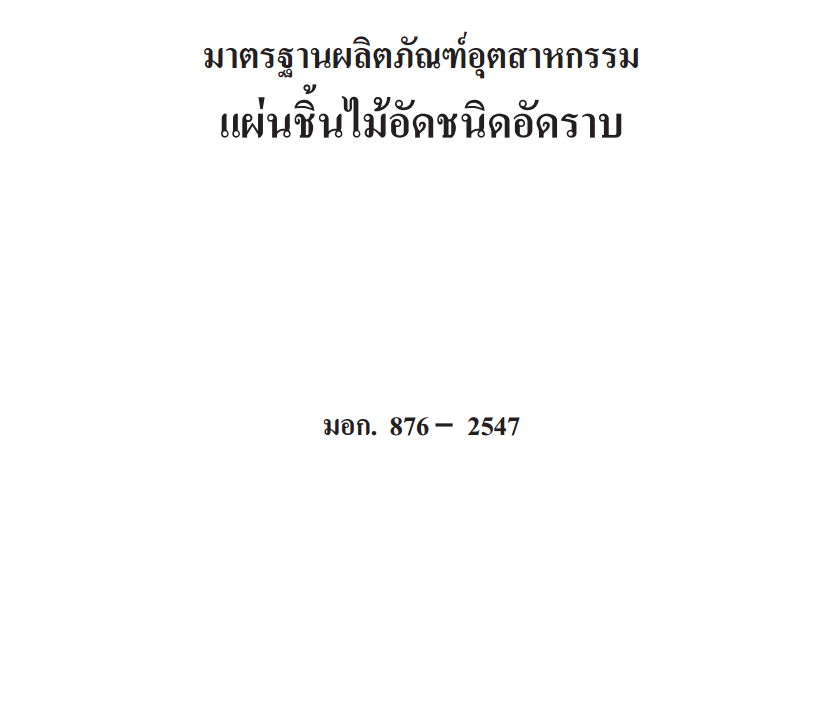 มาตรฐานผลิตภัณฑ์อุตสาหกรรม
แผ่นชิ้นไม้อัดชนิดอัดราบ
มอก. 876 – 2547